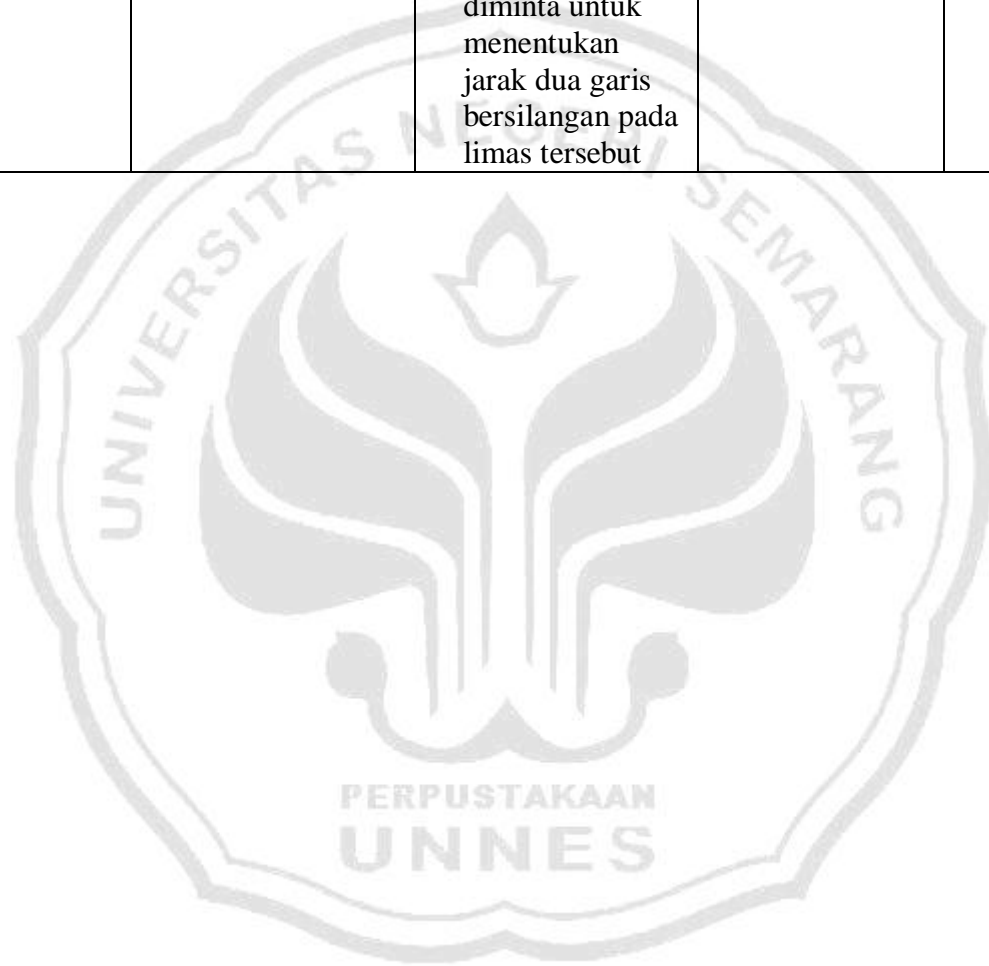 diminta untuk
menentukan
jarak dua garis
bersilangan pada
limas tersebut
UNIVERSITAS NEGERI SEMARANG
PERPUSTAKAAN
UNNES